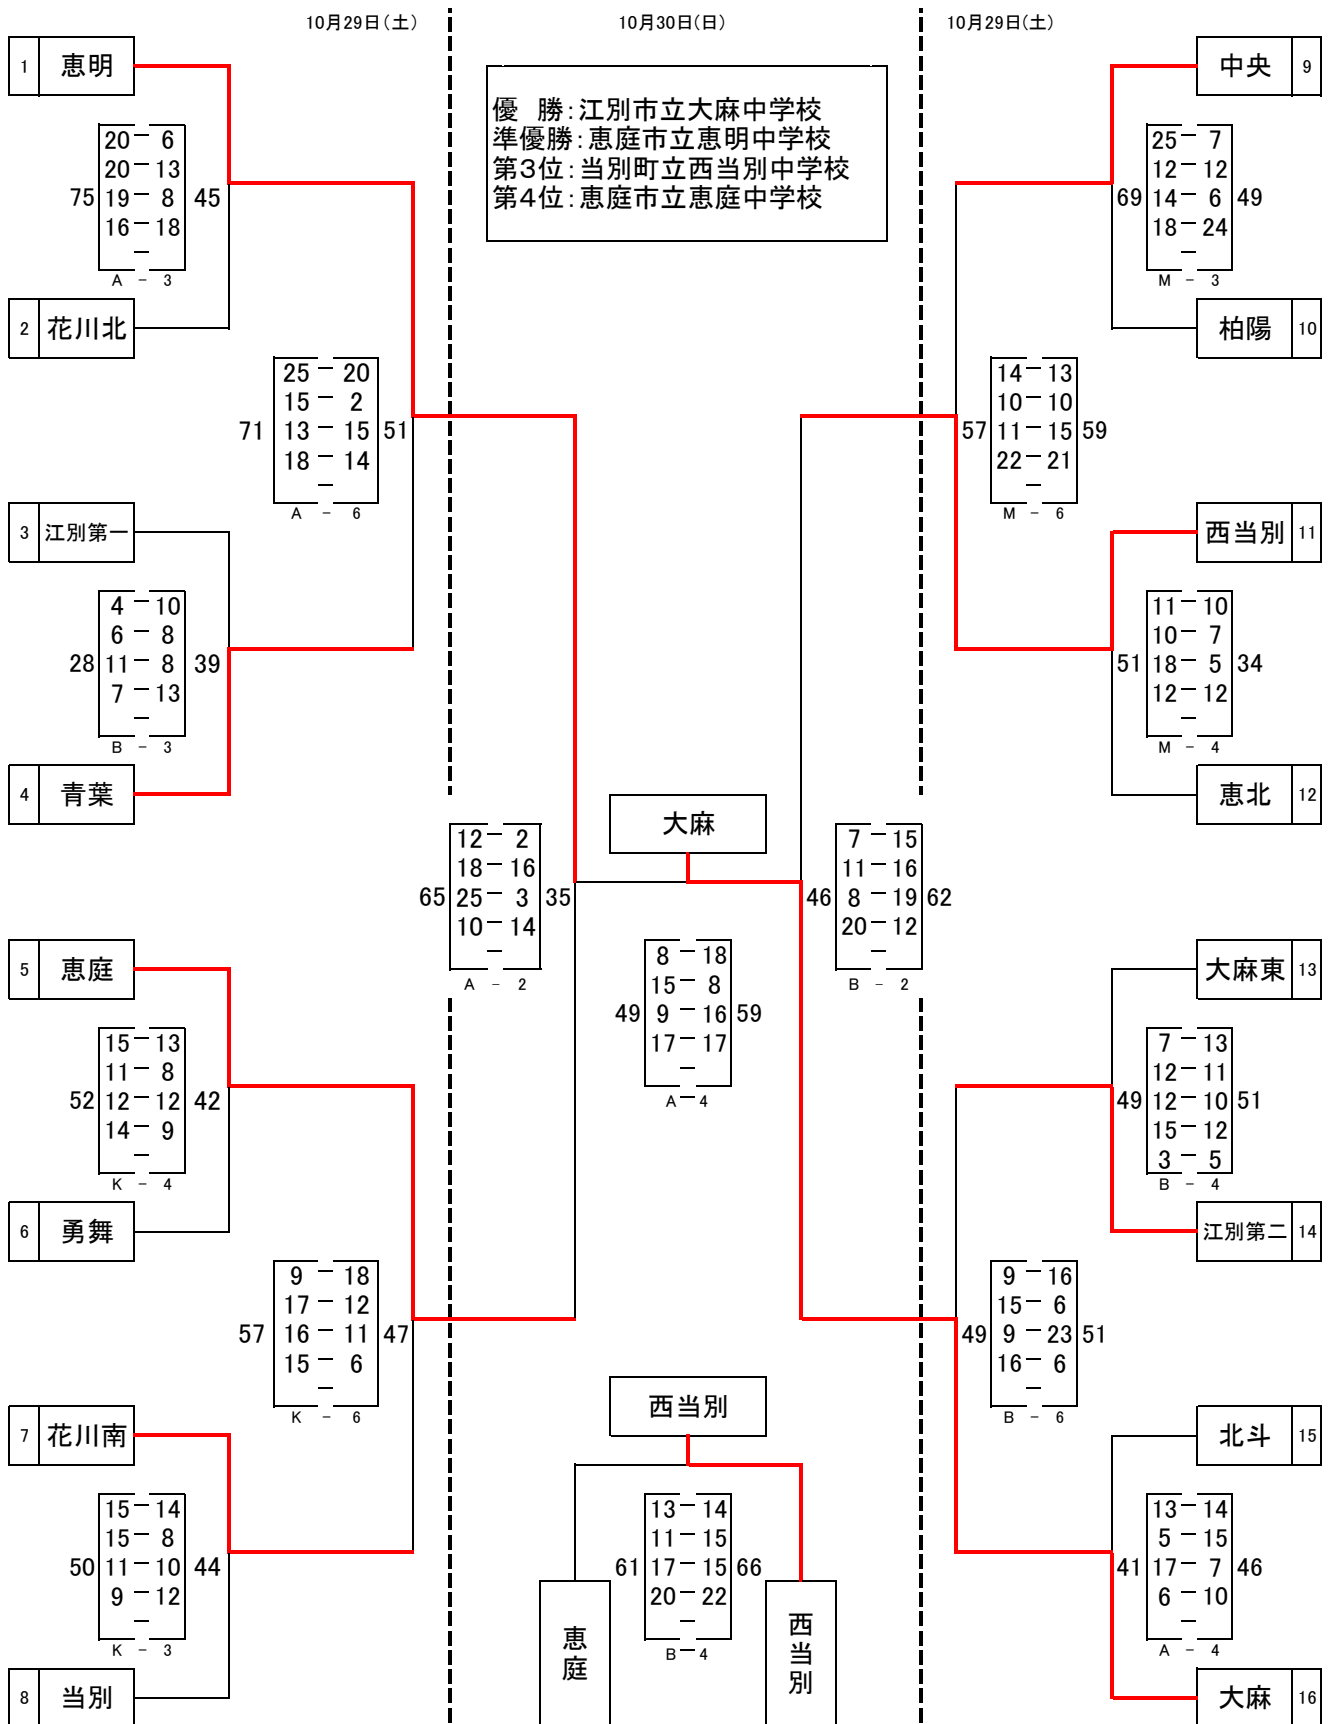 10月29日(土)
10月30日(日)
10月29日(土)
優 勝:江別市立大麻中学校
準優勝:恵庭市立恵明中学校
第3位:当別町立西当別中学校
第4位:恵庭市立恵庭中学校
1 恵明
20 - 6
20 - 13
75 19 - 8 45
16 - 18
-
A - 3
2 花川北
25 - 20
15 - 2
71 13 - 15 51
18 - 14
-
A - 6
3 江別第一
4 - 10
6 - 8
28 11 - 8 39
7 - 13
-
B - 3
4 青葉
12 - 2
18 - 16
65 25 - 3 35
10 - 14
-
A - 2
5 恵庭
15 - 13
11 - 8
52 12 - 12 42
14 - 9
-
K - 4
6 勇舞
9 - 18
17 - 12
57 16 - 11 47
15 - 6
-
K - 6
7 花川南
15 - 14
15 - 8
50 11 - 10 44
9 - 12
-
K - 3
8 当別
大麻
8 - 18
15 - 8
49 9 - 16 59
17 - 17
-
A - 4
西当別
13 - 14
11 - 15
61 17 - 15 66
20 - 22
-
B - 4
恵庭
西当別
中央 9
25 - 7
12 - 12
69 14 - 6 49
18 - 24
-
M - 3
柏陽 10
14 - 13
10 - 10
57 11 - 15 59
22 - 21
-
M - 6
西当別 11
11 - 10
10 - 7
51 18 - 5 34
12 - 12
-
M - 4
恵北 12
7 - 15
11 - 16
46 8 - 19 62
20 - 12
-
B - 2
大麻東 13
7 - 13
12 - 11
49 12 - 10 51
15 - 12
3 - 5
B - 4
江別第二 14
9 - 16
15 - 6
49 9 - 23 51
16 - 6
-
B - 6
北斗 15
13 - 14
5 - 15
41 17 - 7 46
6 - 10
-
A - 4
大麻 16